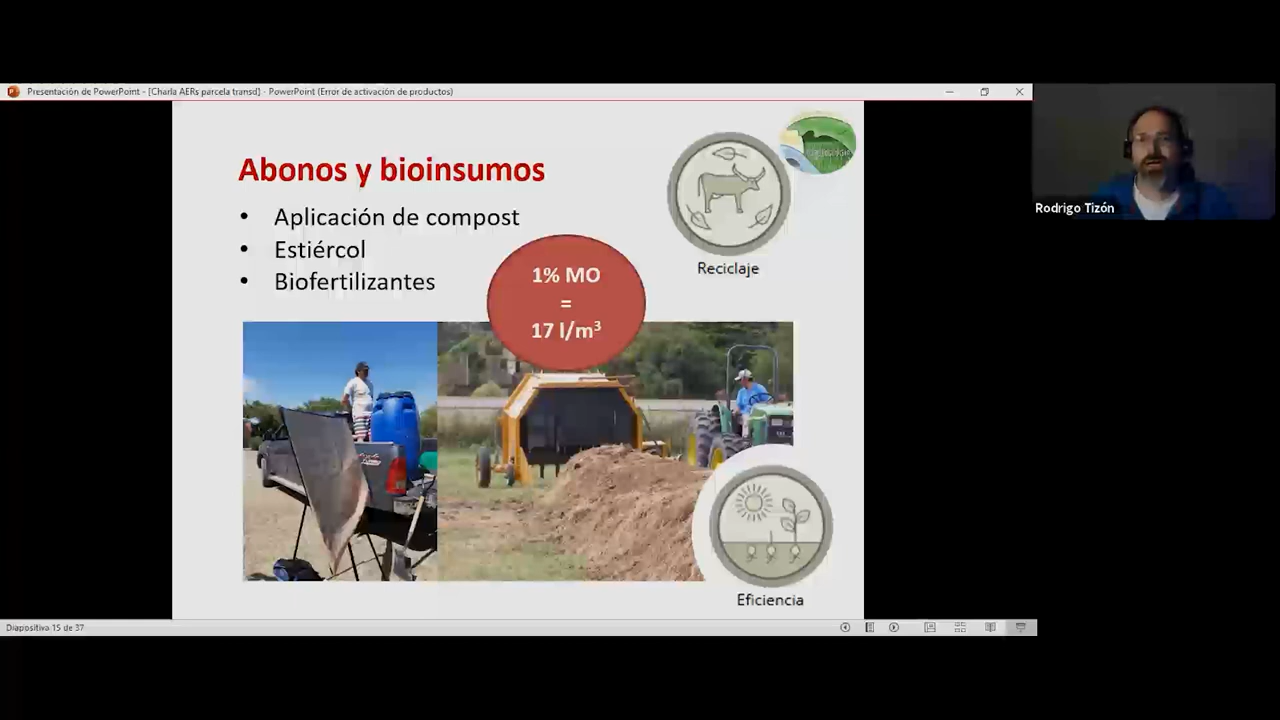 Presentación de PowerPoint - [Charla AERs parcela transd] - PowerPoint (Error de activación de productos)
Abonos y bioinsumos
• Aplicación de compost
• Estiércol
• Biofertilizantes
1% MO
=
17 l/m³
Reciclaje
Eficiencia
Rodrigo Tizón
Diapositiva 15 de 37